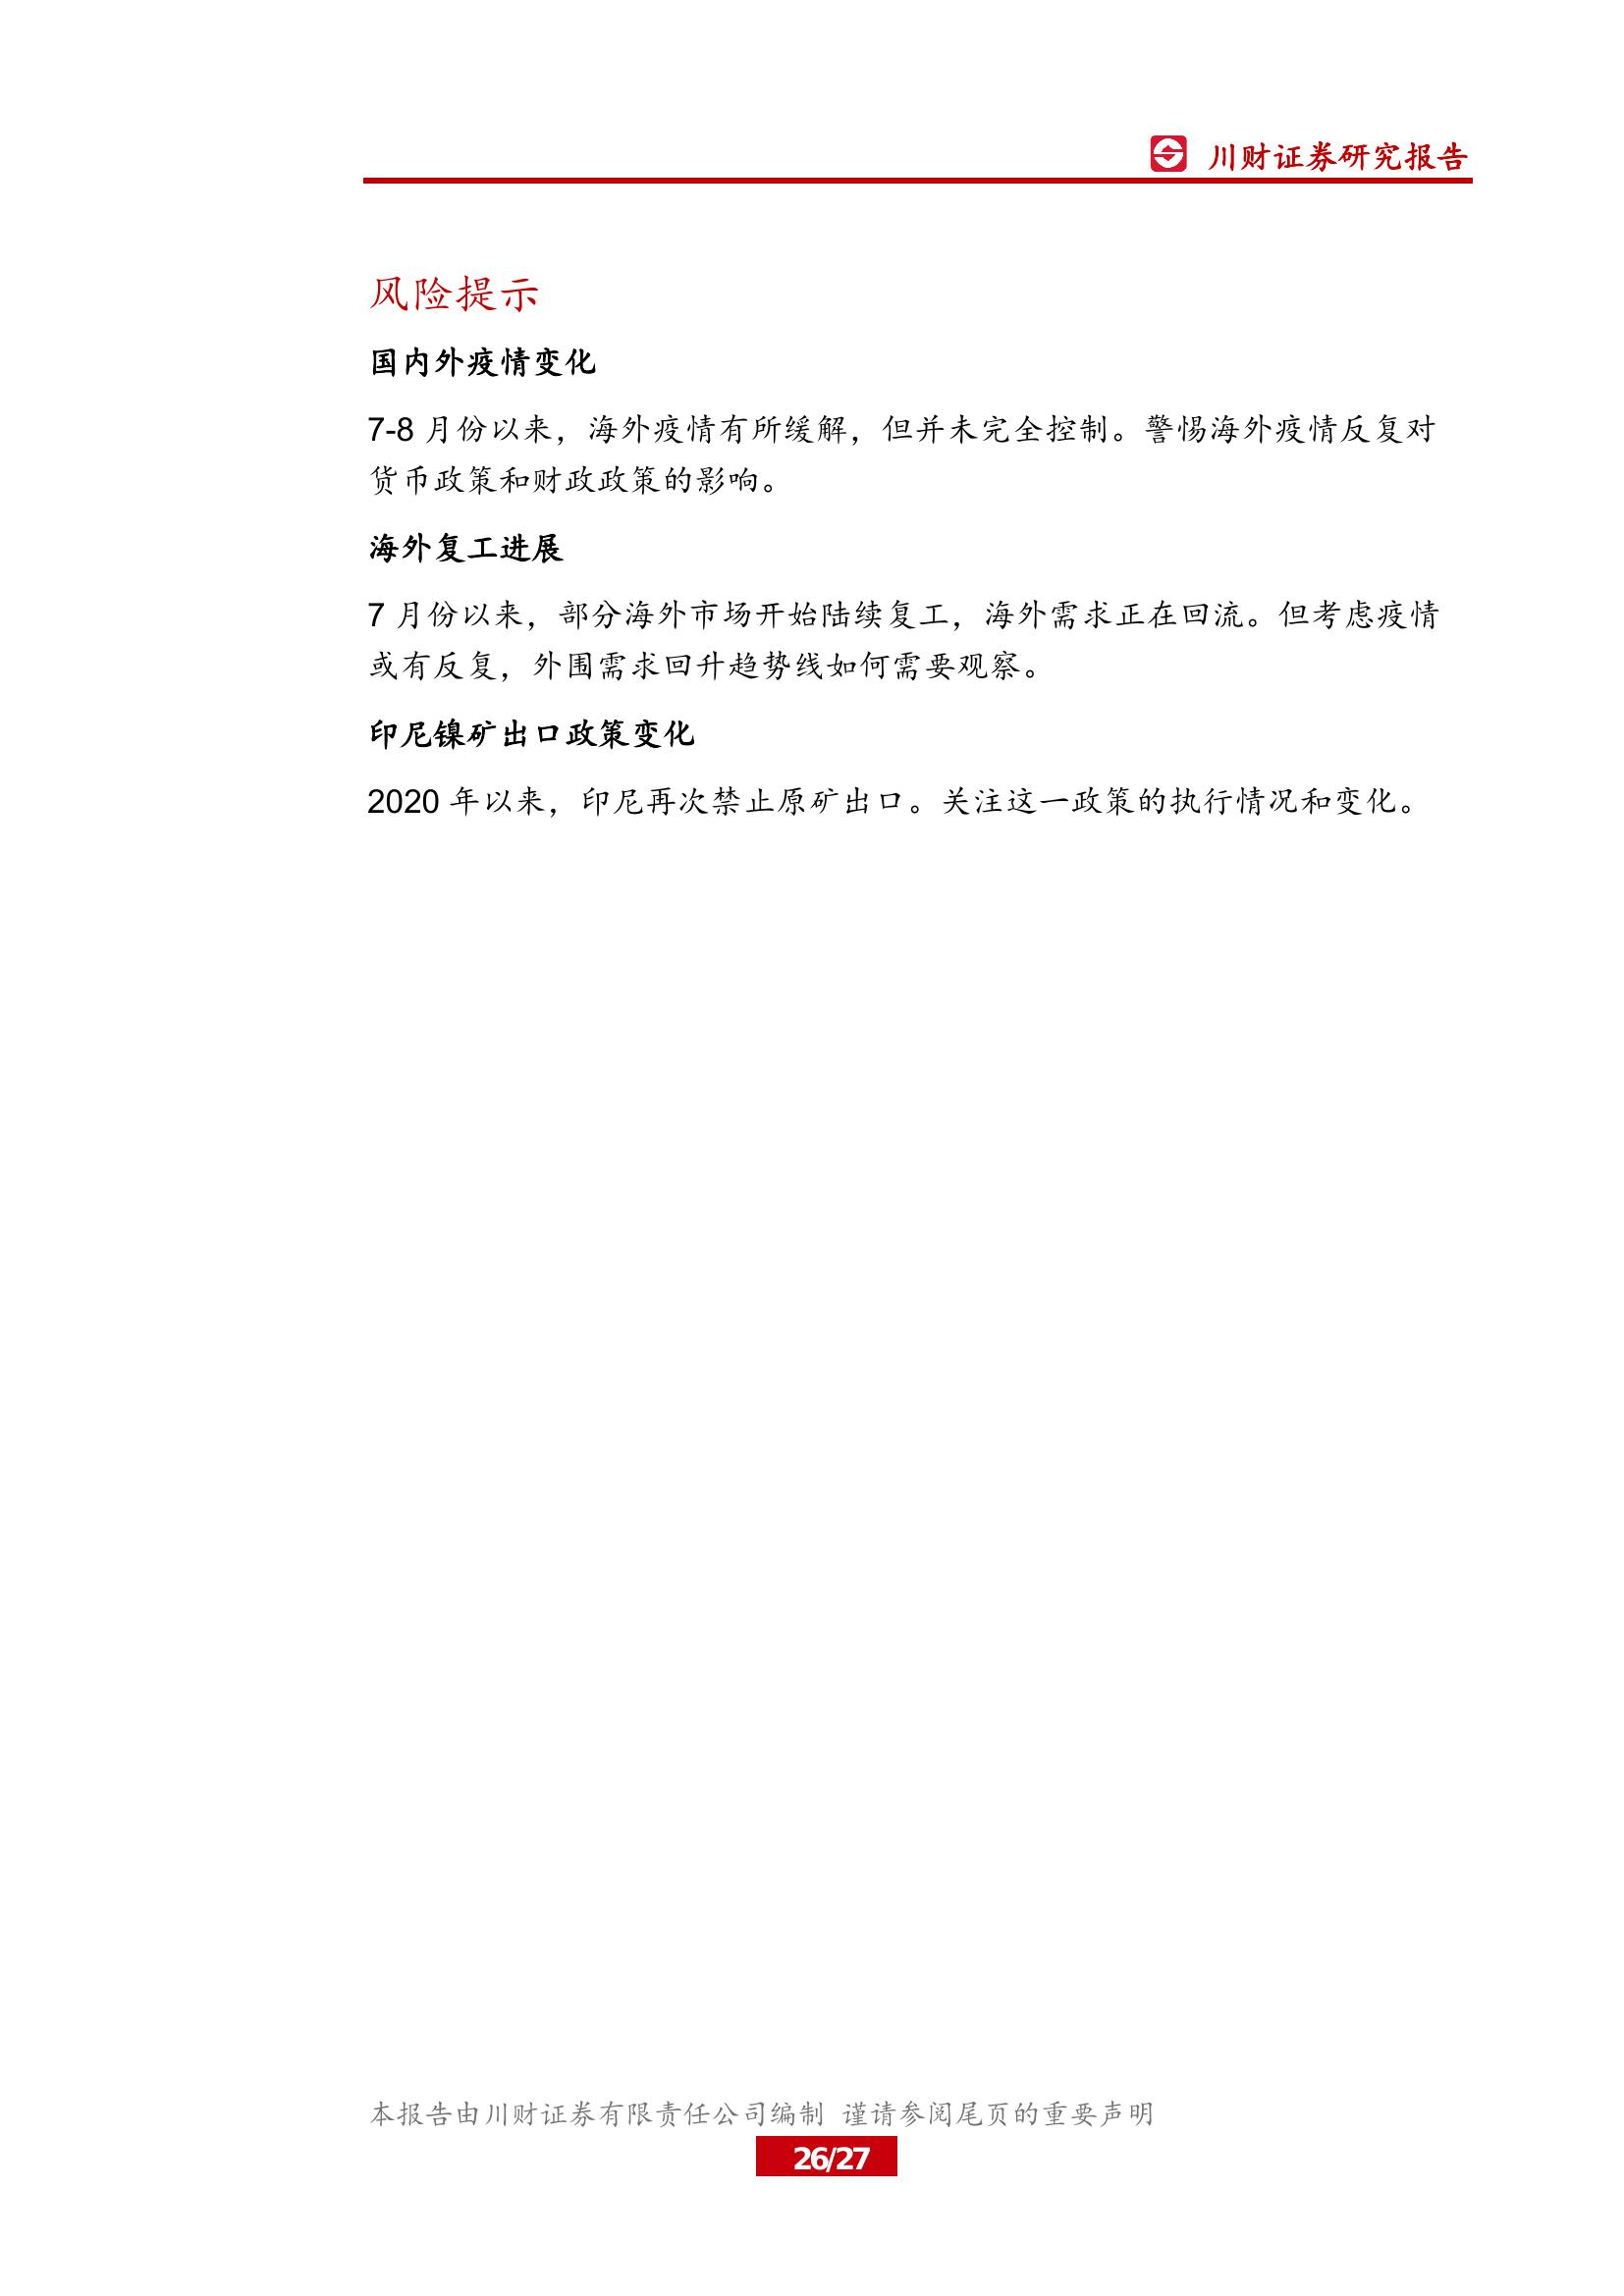 川财证券研究报告
风险提示
国内外疫情变化
7-8 月份以来，海外疫情有所缓解，但并未完全控制。警惕海外疫情反复对
货币政策和财政政策的影响。
海外复工进展
7 月份以来，部分海外市场开始陆续复工，海外需求正在回流。但考虑疫情
或有反复，外围需求回升趋势线如何需要观察。
印尼镍矿出口政策变化
2020 年以来，印尼再次禁止原矿出口。关注这一政策的执行情况和变化。
本报告由川财证券有限责任公司编制 谨请参阅尾页的重要声明
26/27